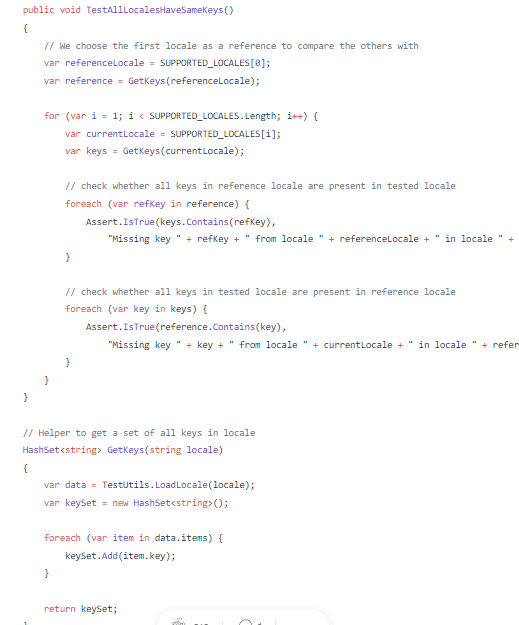 public void TestAllLocalesHaveSameKeys()
{
// We choose the first locale as a reference to compare the others with
var referenceLocale = SUPPORTED_LOCALES[0];
var reference = GetKeys(referenceLocale);
for (var i = 1; i < SUPPORTED_LOCALES.Length; i++) {
var currentLocale = SUPPORTED_LOCALES[i];
var keys = GetKeys(currentLocale);
// check whether all keys in reference locale are present in tested locale
foreach (var refKey in reference) {
Assert.IsTrue(keys.Contains(refKey),
"Missing key " + refKey + " from locale " + referenceLocale + " in locale " +
}
// check whether all keys in tested locale are present in reference locale
foreach (var key in keys) {
Assert.IsTrue(reference.Contains(key),
"Missing key " + key + " from locale " + currentLocale + " in locale " + refer
}
}
}
// Helper to get a set of all keys in locale
HashSet<string> GetKeys(string locale)
{
var data = TestUtils.LoadLocale(locale);
var keySet = new HashSet<string>();
foreach (var item in data.items) {
keySet.Add(item.key);
}
return keySet;